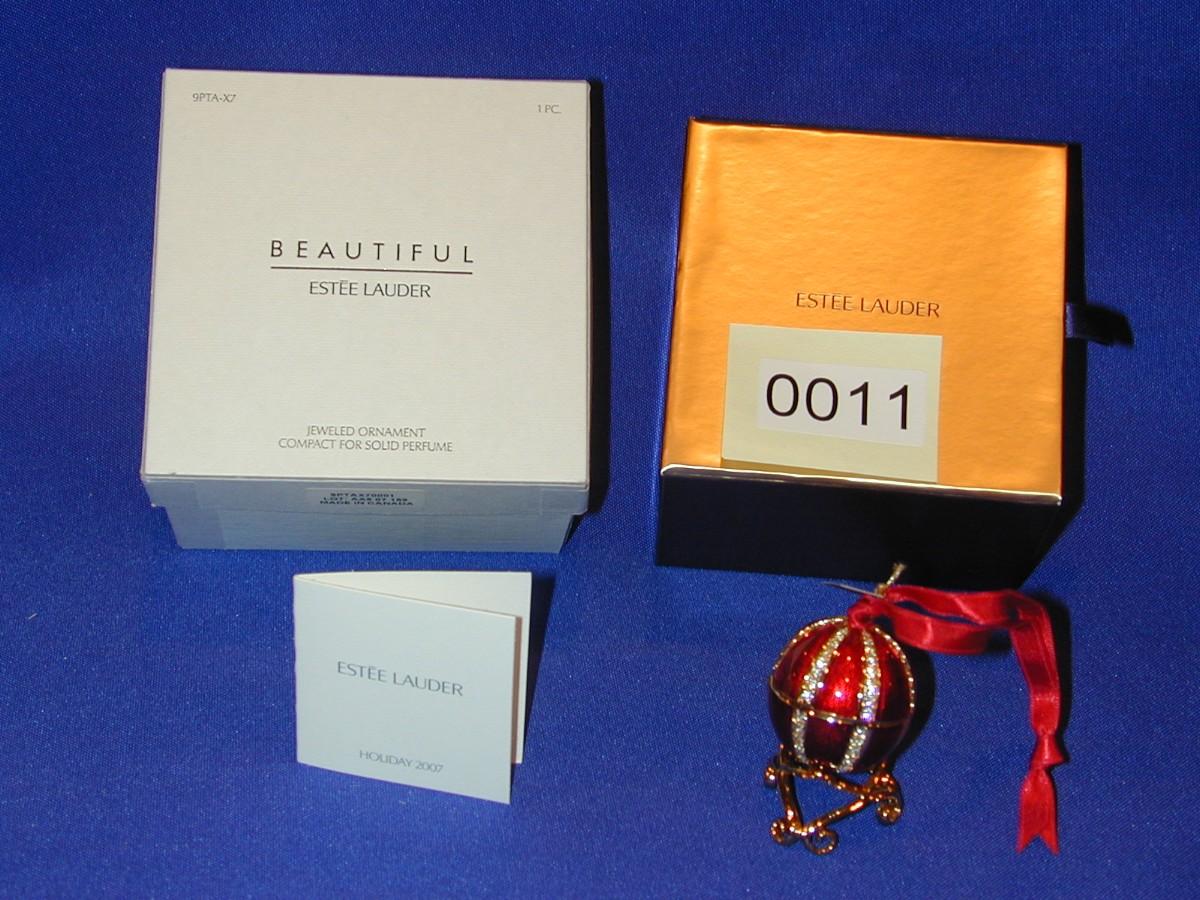 9PTA-X7
1 PC.
BEAUTIFUL
ESTĒE LAUDER
JEWELED ORNAMENT
COMPACT FOR SOLID PERFUME
9PTAX70001
MADE IN CANADA
ESTĒE LAUDER
0011
ESTĒE LAUDER
HOLIDAY 2007